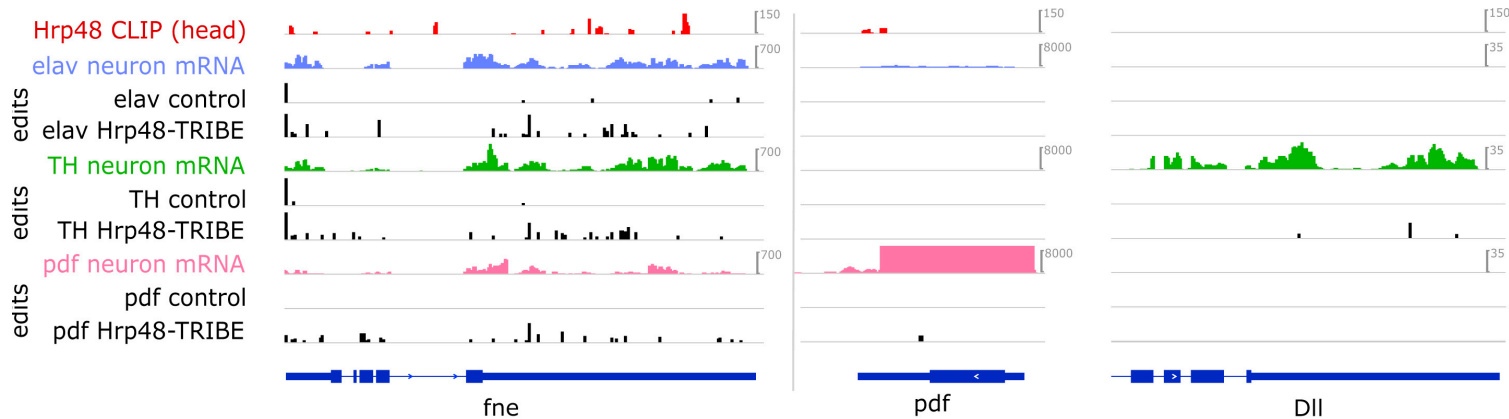 Hrp48 CLIP (head) 150 150 150
elav neuron mRNA 700 8000 35
edits
elav control
elav Hrp48-TRIBE
TH neuron mRNA 700 8000 35
edits
TH control
TH Hrp48-TRIBE
pdf neuron mRNA 700 8000 35
edits
pdf control
pdf Hrp48-TRIBE
fne pdf Dll